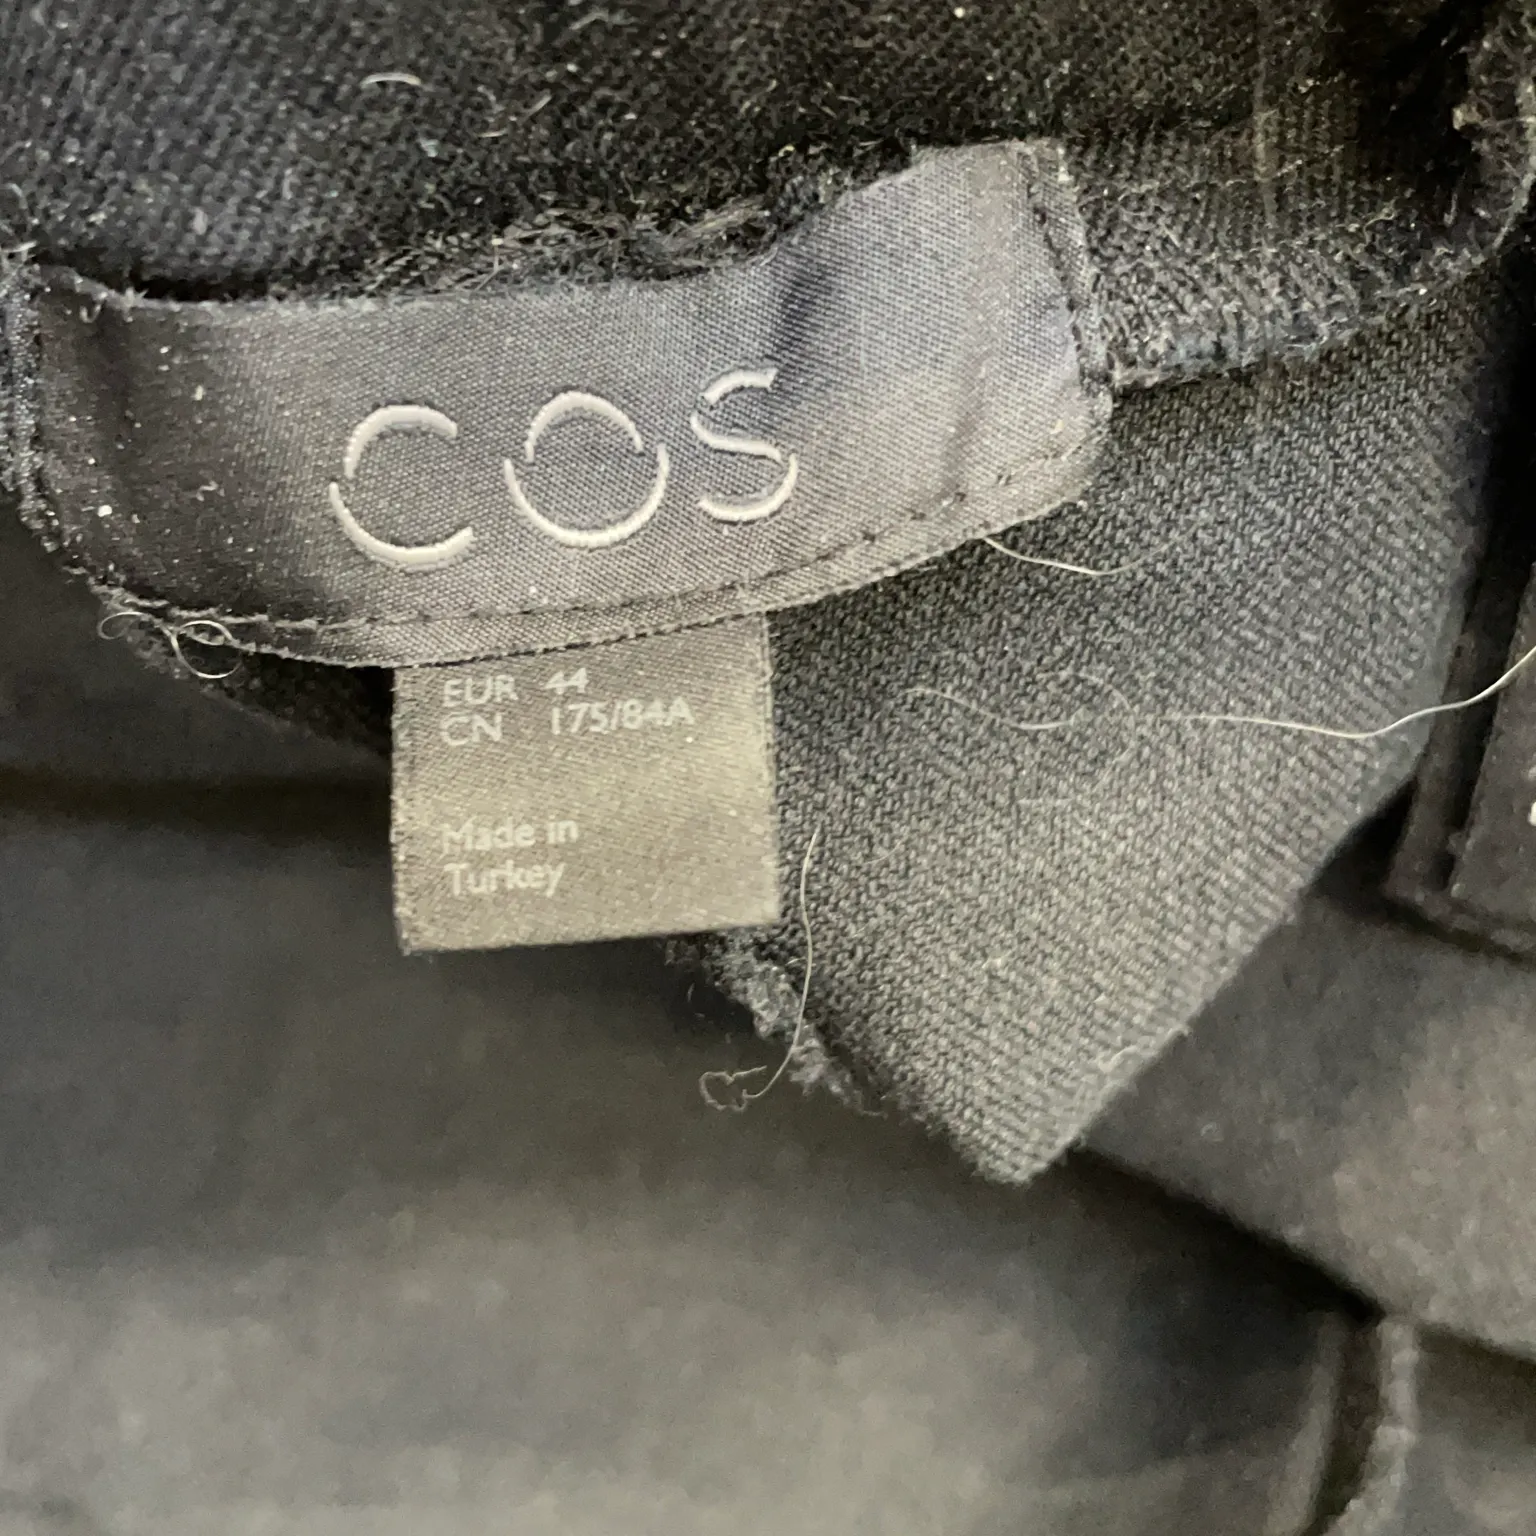 COS
EUR 44
CN 175/84A
Made in
Turkey